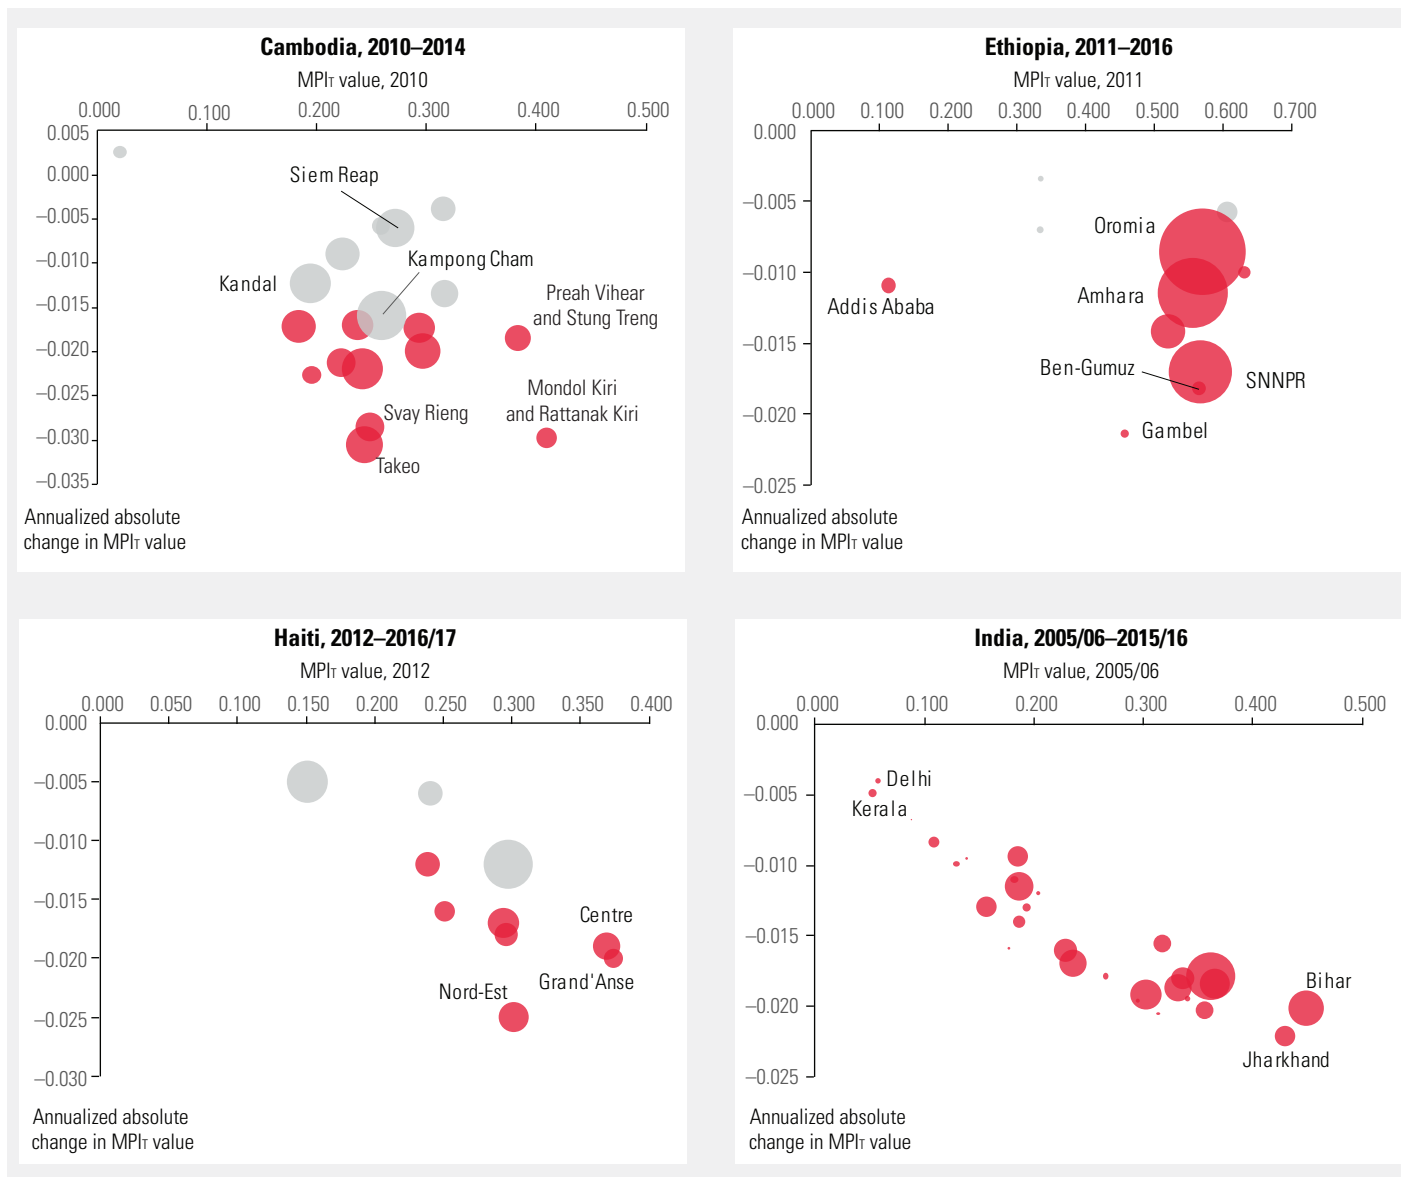 Cambodia, 2010–2014
MPIT value, 2010
0.000 0.100 0.200 0.300 0.400 0.500
0.005
0.000
–0.005
–0.010
–0.015
–0.020
–0.025
–0.030
–0.035
Siem Reap
Kampong Cham
Kandal
Preah Vihear
and Stung Treng
Mondol Kiri
and Rattanak Kiri
Svay Rieng
Takeo
Annualized absolute
change in MPIT value
Ethiopia, 2011–2016
MPIT value, 2011
0.000 0.100 0.200 0.300 0.400 0.500 0.600 0.700
0.000
–0.005
–0.010
–0.015
–0.020
–0.025
Oromia
Amhara
Addis Ababa
Ben-Gumuz
SNNPR
Gambel
Annualized absolute
change in MPIT value
Haiti, 2012–2016/17
MPIT value, 2012
0.000 0.050 0.100 0.150 0.200 0.250 0.300 0.350 0.400
0.000
–0.005
–0.010
–0.015
–0.020
–0.025
–0.030
Centre
Grand'Anse
Nord-Est
Annualized absolute
change in MPIT value
India, 2005/06–2015/16
MPIT value, 2005/06
0.000 0.100 0.200 0.300 0.400 0.500
0.000
–0.005
–0.010
–0.015
–0.020
–0.025
Delhi
Kerala
Bihar
Jharkhand
Annualized absolute
change in MPIT value